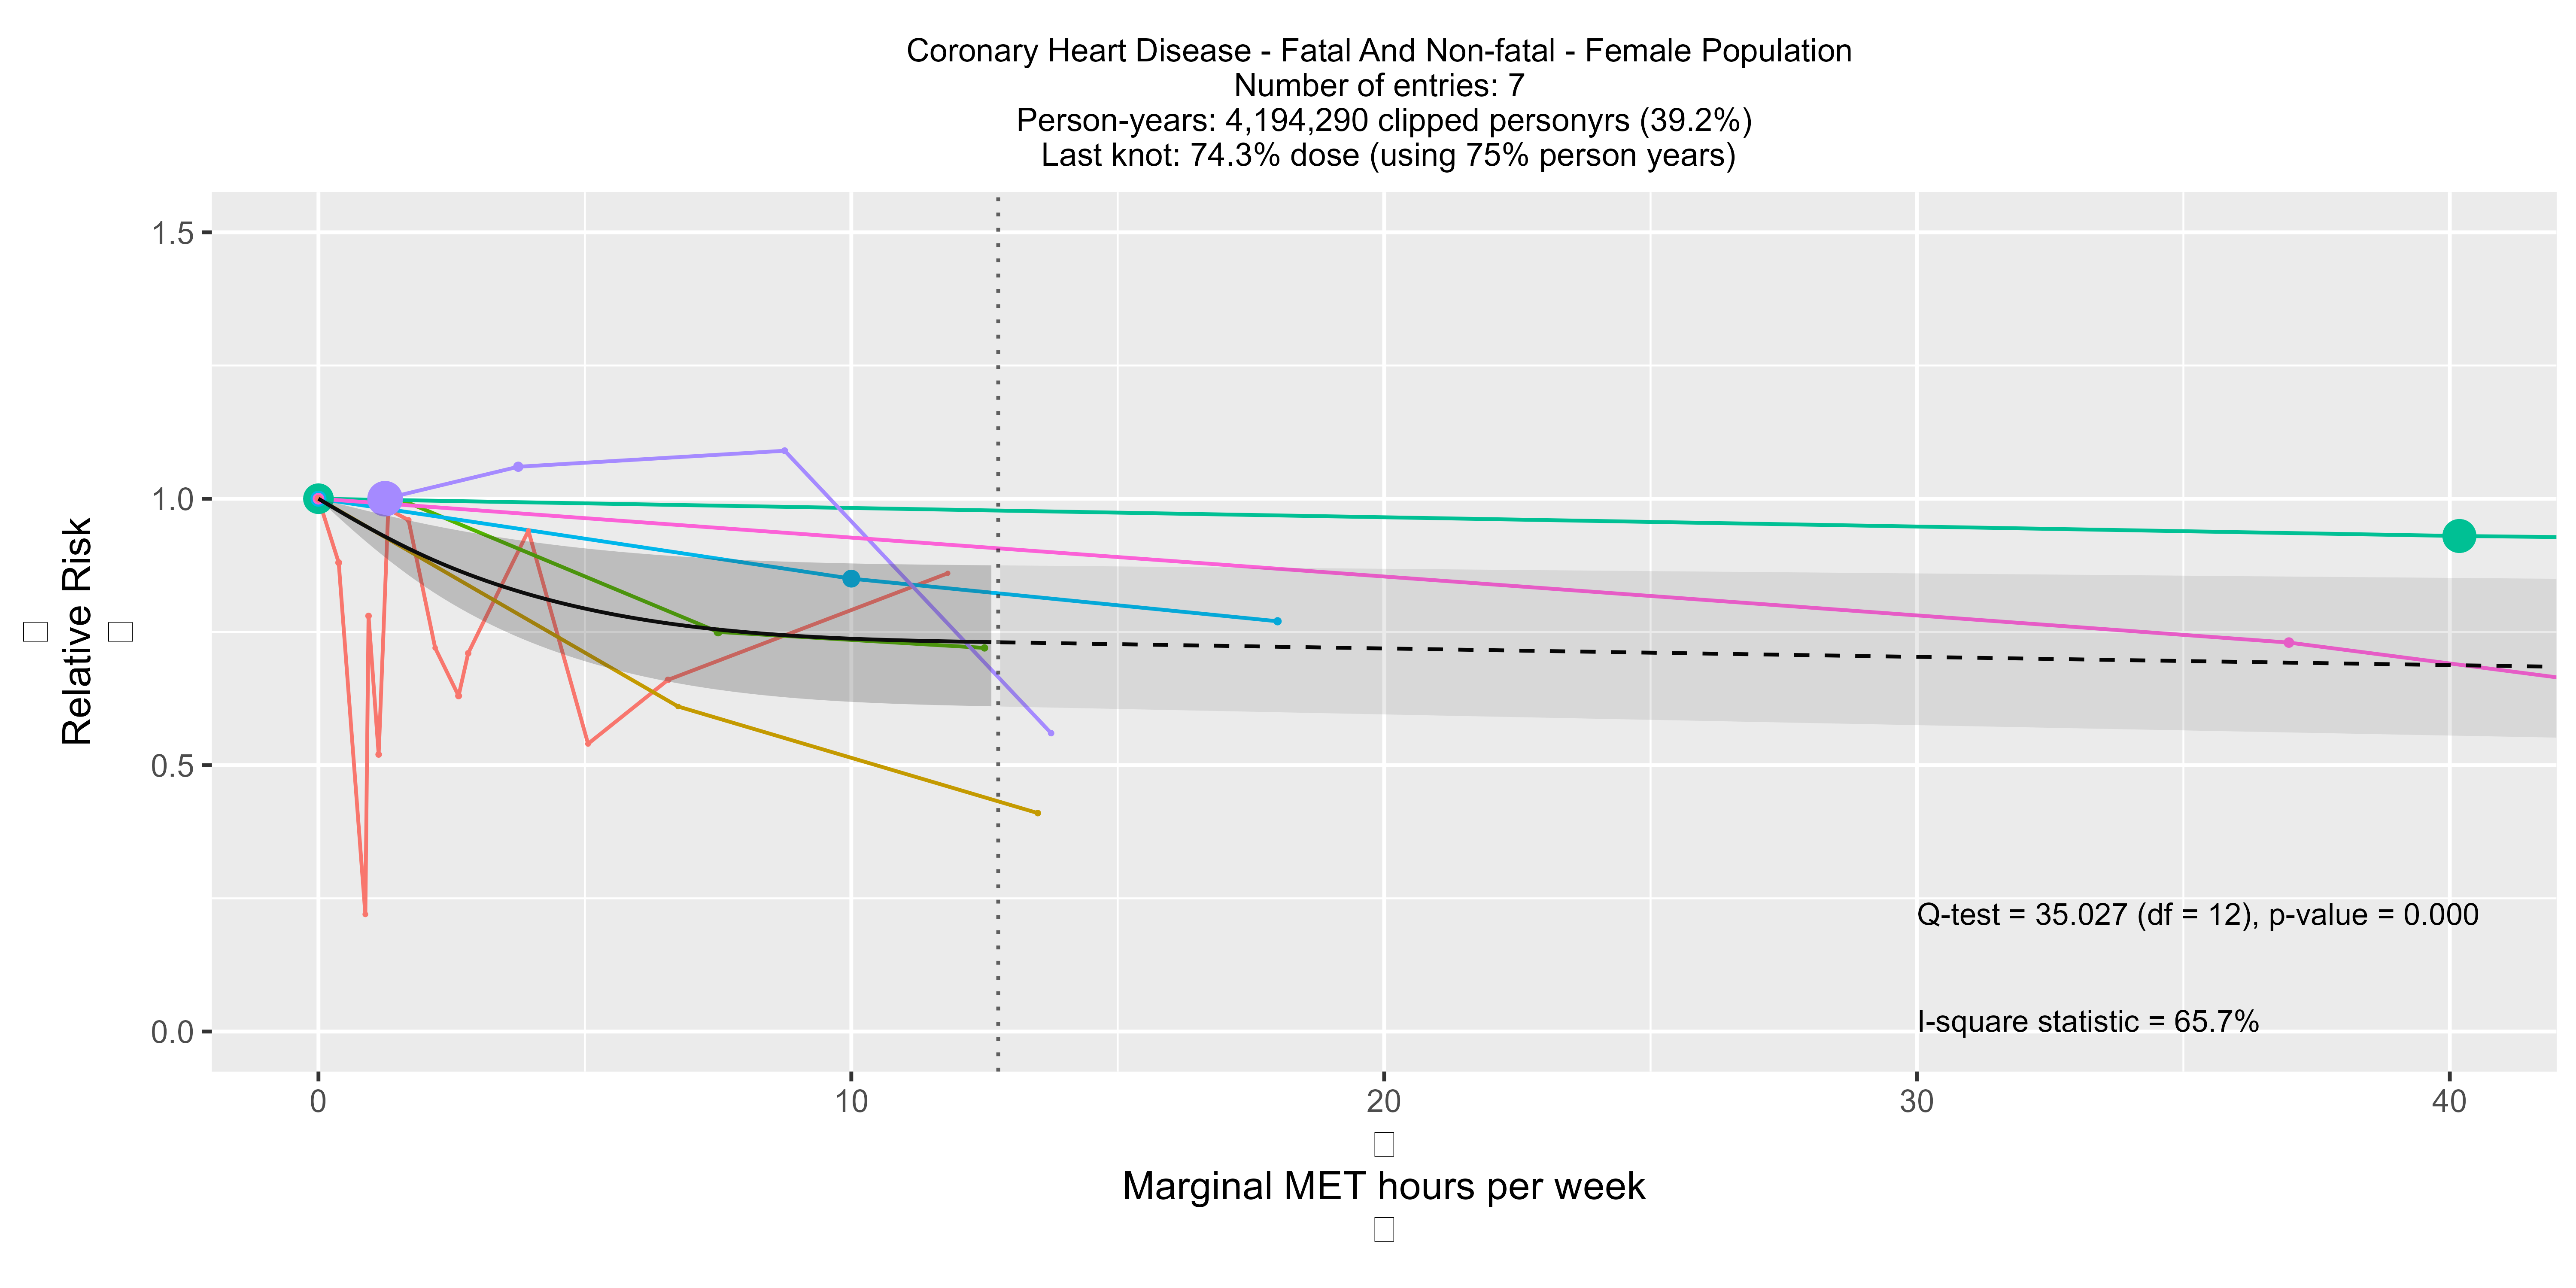 Coronary Heart Disease - Fatal And Non-fatal - Female Population
Number of entries: 7
Person-years: 4,194,290 clipped personyrs (39.2%)
Last knot: 74.3% dose (using 75% person years)
1.5
1.0
0.5
0.0
Relative Risk
Q-test = 35.027 (df = 12), p-value = 0.000
I-square statistic = 65.7%
0 10 20 30 40
Marginal MET hours per week